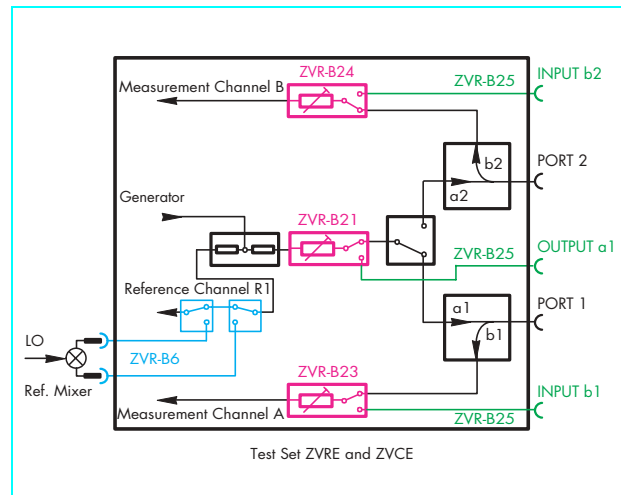 ZVR-B24
INPUT b2
Measurement Channel B
ZVR-B25
b2
PORT 2
a2
Generator
ZVR-B21
OUTPUT a1
ZVR-B25
Reference Channel R1
a1
PORT 1
b1
LO
ZVR-B6
Ref. Mixer
ZVR-B23
INPUT b1
Measurement Channel A
ZVR-B25
Test Set ZVRE and ZVCE